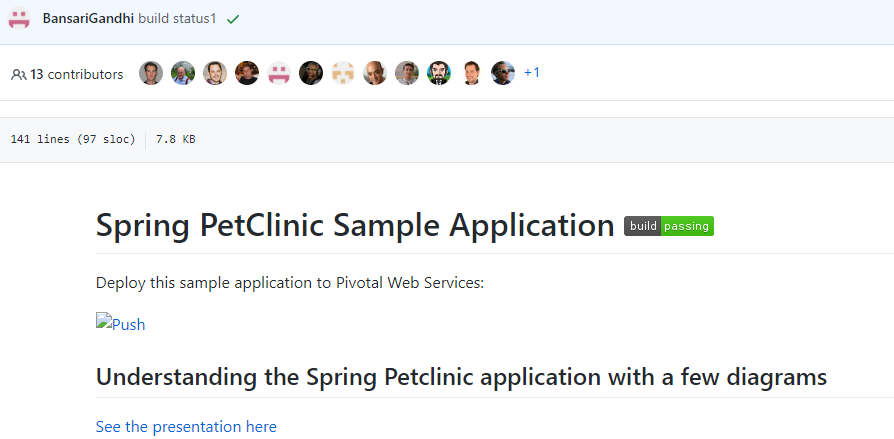 BansariGandhi build status1
13 contributors +1
141 lines (97 sloc) 7.8 KB
Spring PetClinic Sample Application build passing
Deploy this sample application to Pivotal Web Services:
Push
Understanding the Spring Petclinic application with a few diagrams
See the presentation here